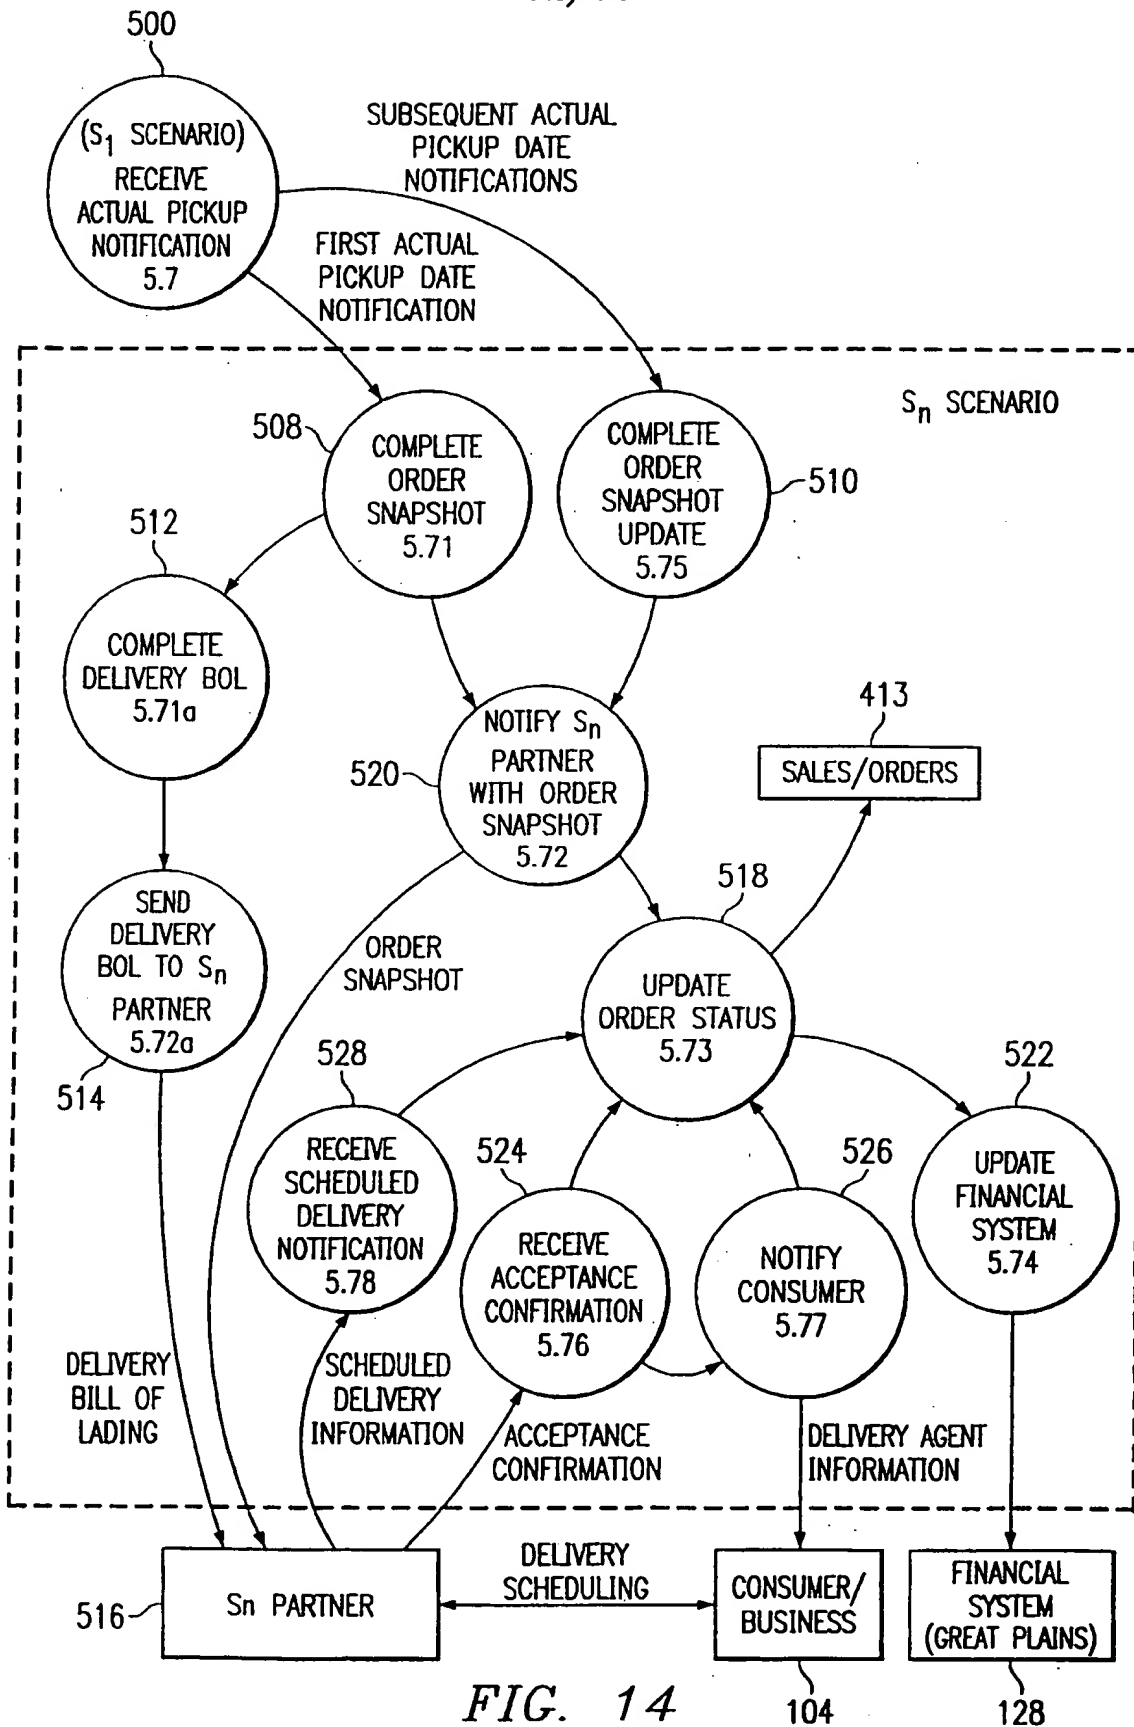 500
(S1 SCENARIO)
RECEIVE
ACTUAL PICKUP
NOTIFICATION
5.7
SUBSEQUENT ACTUAL
PICKUP DATE
NOTIFICATIONS
FIRST ACTUAL
PICKUP DATE
NOTIFICATION
Sn SCENARIO
508
COMPLETE
ORDER
SNAPSHOT
5.71
COMPLETE
ORDER
SNAPSHOT
UPDATE
5.75
510
512
COMPLETE
DELIVERY BOL
5.71a
520
NOTIFY Sn
PARTNER
WITH ORDER
SNAPSHOT
5.72
413
SALES/ORDERS
SEND
DELIVERY
BOL TO Sn
PARTNER
5.72a
514
ORDER
SNAPSHOT
518
UPDATE
ORDER STATUS
5.73
528
RECEIVE
SCHEDULED
DELIVERY
NOTIFICATION
5.78
524
RECEIVE
ACCEPTANCE
CONFIRMATION
5.76
526
NOTIFY
CONSUMER
5.77
522
UPDATE
FINANCIAL
SYSTEM
5.74
DELIVERY
BILL OF
LADING
SCHEDULED
DELIVERY
INFORMATION
ACCEPTANCE
CONFIRMATION
DELIVERY AGENT
INFORMATION
516
Sn PARTNER
DELIVERY
SCHEDULING
CONSUMER/
BUSINESS
104
FINANCIAL
SYSTEM
(GREAT PLAINS)
128
FIG. 14